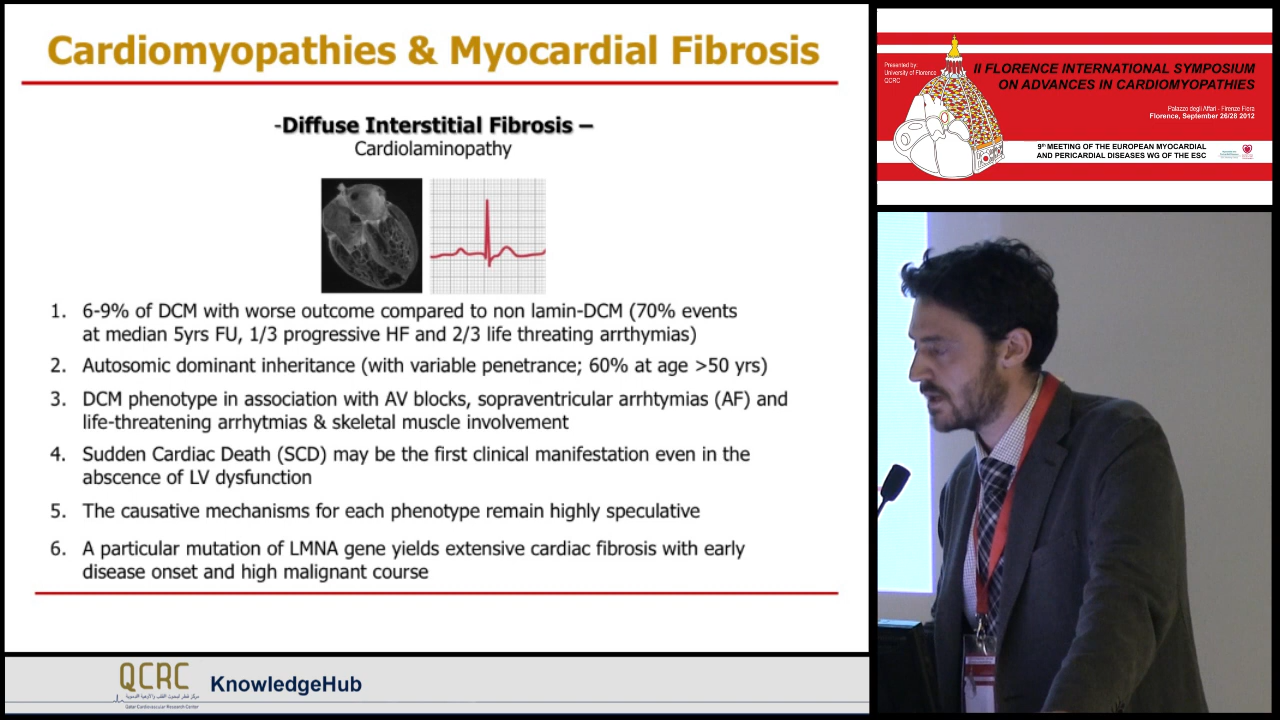 Cardiomyopathies & Myocardial Fibrosis
-Diffuse Interstitial Fibrosis –
Cardiolaminopathy
1. 6-9% of DCM with worse outcome compared to non lamin-DCM (70% events
at median 5yrs FU, 1/3 progressive HF and 2/3 life threating arrthymias)
2. Autosomic dominant inheritance (with variable penetrance; 60% at age >50 yrs)
3. DCM phenotype in association with AV blocks, sopraventricular arrhtymias (AF) and
life-threatening arrhytmias & skeletal muscle involvement
4. Sudden Cardiac Death (SCD) may be the first clinical manifestation even in the
abscence of LV dysfunction
5. The causative mechanisms for each phenotype remain highly speculative
6. A particular mutation of LMNA gene yields extensive cardiac fibrosis with early
disease onset and high malignant course
QCRC
Qatar Cardiovascular Research Center
KnowledgeHub
Presented by:
University of Florence
QCRC
II FLORENCE INTERNATIONAL SYMPOSIUM
ON ADVANCES IN CARDIOMYOPATHIES
Palazzo degli Affari - Firenze Fiera
Florence, September 26/28 2012
9th MEETING OF THE EUROPEAN MYOCARDIAL
AND PERICARDIAL DISEASES WG OF THE ESC